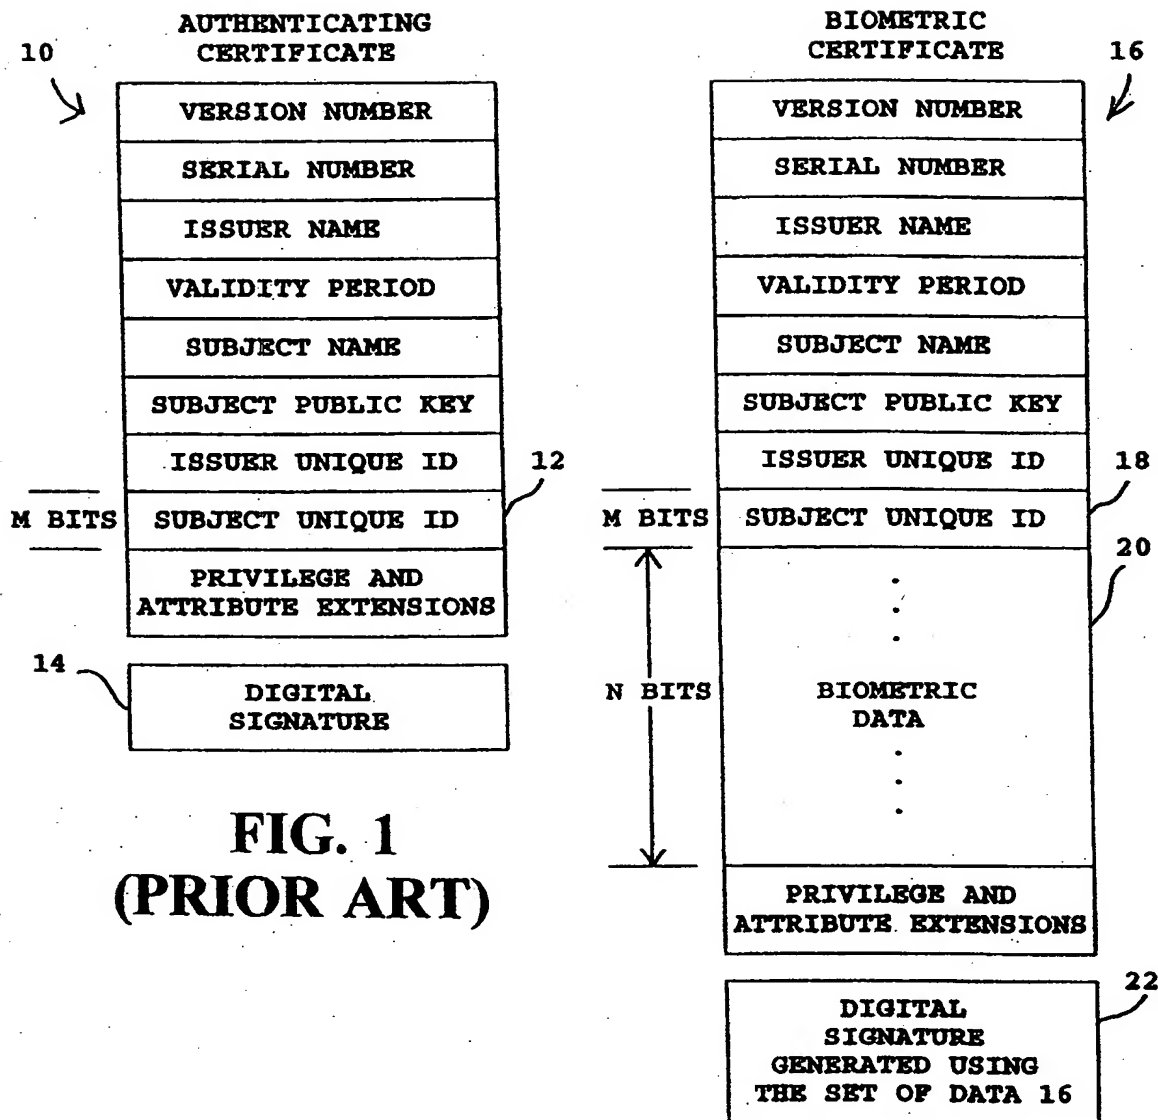 AUTHENTICATING
CERTIFICATE
10
VERSION NUMBER
SERIAL NUMBER
ISSUER NAME
VALIDITY PERIOD
SUBJECT NAME
SUBJECT PUBLIC KEY
ISSUER UNIQUE ID
12
M BITS
SUBJECT UNIQUE ID
PRIVILEGE AND
ATTRIBUTE EXTENSIONS
14
DIGITAL
SIGNATURE
FIG. 1
(PRIOR ART)
BIOMETRIC
CERTIFICATE
16
VERSION NUMBER
SERIAL NUMBER
ISSUER NAME
VALIDITY PERIOD
SUBJECT NAME
SUBJECT PUBLIC KEY
ISSUER UNIQUE ID
18
M BITS
SUBJECT UNIQUE ID
20
N BITS
BIOMETRIC
DATA
PRIVILEGE AND
ATTRIBUTE EXTENSIONS
22
DIGITAL
SIGNATURE
GENERATED USING
THE SET OF DATA 16